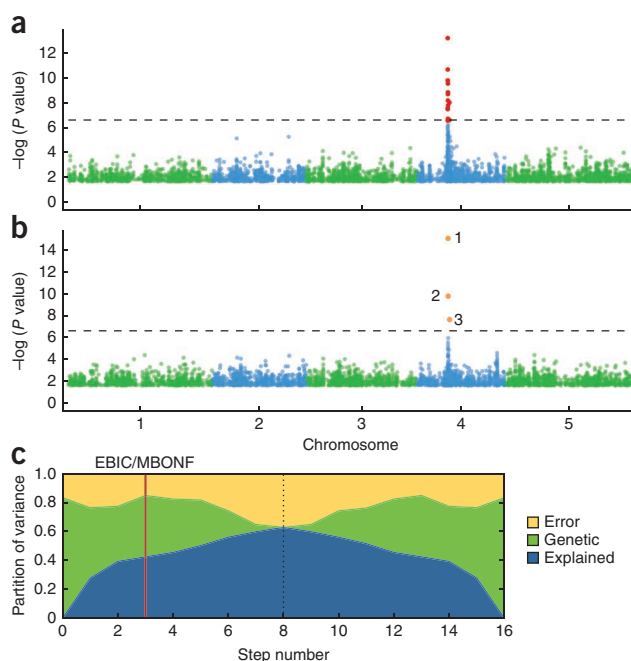 a
12
10
8
6
4
2
0
–log (P value)
b
14
12
10
8
6
4
2
0
–log (P value)
1
2
3
1 2 3 4 5
Chromosome
c
EBIC/MBONF
1.0
0.8
0.6
0.4
0.2
0
Partition of variance
0 2 4 6 8 10 12 14 16
Step number
Error
Genetic
Explained